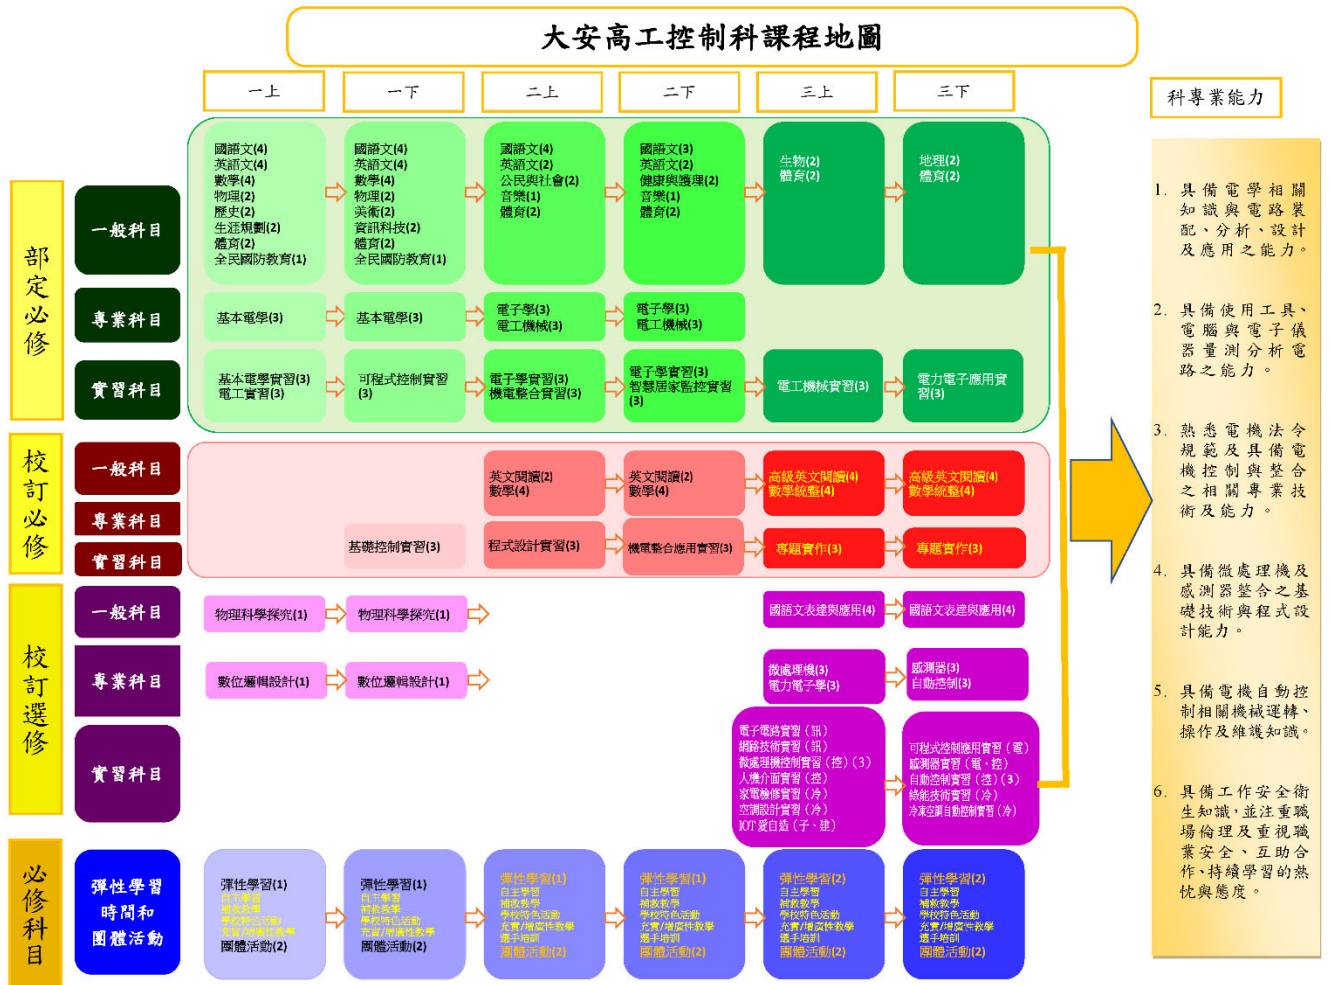 大安高工控制科課程地圖
一上
一下
二上
二下
三上
三下
科專業能力
部定必修
一般科目
國語文(4)
英語文(4)
數學(4)
物理(2)
歷史(2)
生涯規劃(2)
體育(2)
全民國防教育(1)
國語文(4)
英語文(4)
數學(4)
物理(2)
美術(2)
資訊科技(2)
體育(2)
全民國防教育(1)
國語文(4)
英語文(2)
公民與社會(2)
音樂(1)
體育(2)
國語文(3)
英語文(2)
健康與護理(2)
音樂(1)
體育(2)
生物(2)
體育(2)
地理(2)
體育(2)
專業科目
基本電學(3)
基本電學(3)
電子學(3)
電工機械(3)
電子學(3)
電工機械(3)
實習科目
基本電學實習(3)
電工實習(3)
可程式控制實習
(3)
電子學實習(3)
機電整合實習(3)
電子學實習(3)
智慧居家監控實習
(3)
電工機械實習(3)
電力電子應用實
習(3)
校訂必修
一般科目
英文閱讀(2)
數學(4)
英文閱讀(2)
數學(4)
高級英文閱讀(4)
數學統整(4)
高級英文閱讀(4)
數學統整(4)
專業科目
實習科目
基礎控制實習(3)
程式設計實習(3)
機電整合應用實習(3)
專題實作(3)
專題實作(3)
校訂選修
一般科目
物理科學探究(1)
物理科學探究(1)
國語文表達與應用(4)
國語文表達與應用(4)
專業科目
數位邏輯設計(1)
數位邏輯設計(1)
微處理機(3)
電力電子學(3)
感測器(3)
自動控制(3)
實習科目
電子電路實習(訊)
網路技術實習(訊)
微處理機控制實習(控)(3)
人機介面實習(控)
家電檢修實習(冷)
空調設計實習(冷)
IOT愛自造(子、建)
可程式控制應用實習(電)
感測器實習(電、控)
自動控制實習(控)(3)
綠能技術實習(冷)
冷凍空調自動控制實習(冷)
必修科目
彈性學習
時間和
團體活動
彈性學習(1)
自主學習
補救教學
學校特色活動
充實/增廣性教學
團體活動(2)
彈性學習(1)
自主學習
補救教學
學校特色活動
充實/增廣性教學
團體活動(2)
彈性學習(1)
自主學習
補救教學
學校特色活動
充實/增廣性教學
選手培訓
團體活動(2)
彈性學習(1)
自主學習
補救教學
學校特色活動
充實/增廣性教學
選手培訓
團體活動(2)
彈性學習(2)
自主學習
補救教學
學校特色活動
充實/增廣性教學
選手培訓
團體活動(2)
彈性學習(2)
自主學習
補救教學
學校特色活動
充實/增廣性教學
選手培訓
團體活動(2)
1. 具備電學相關
知識與電路裝
配、分析、設計
及應用之能力。
2. 具備使用工具、
電腦與電子儀
器量測分析電
路之能力。
3. 熟悉電機法令
規範及具備電
機控制與整合
之相關專業技
術及能力。
4. 具備微處理機及
感測器整合之基
礎技術與程式設
計能力。
5. 具備電機自動控
制相關機械運轉、
操作及維護知識。
6. 具備工作安全衛
生知識,並注重職
場倫理及重視職
業安全、互助合
作、持續學習的熱
忱與態度。